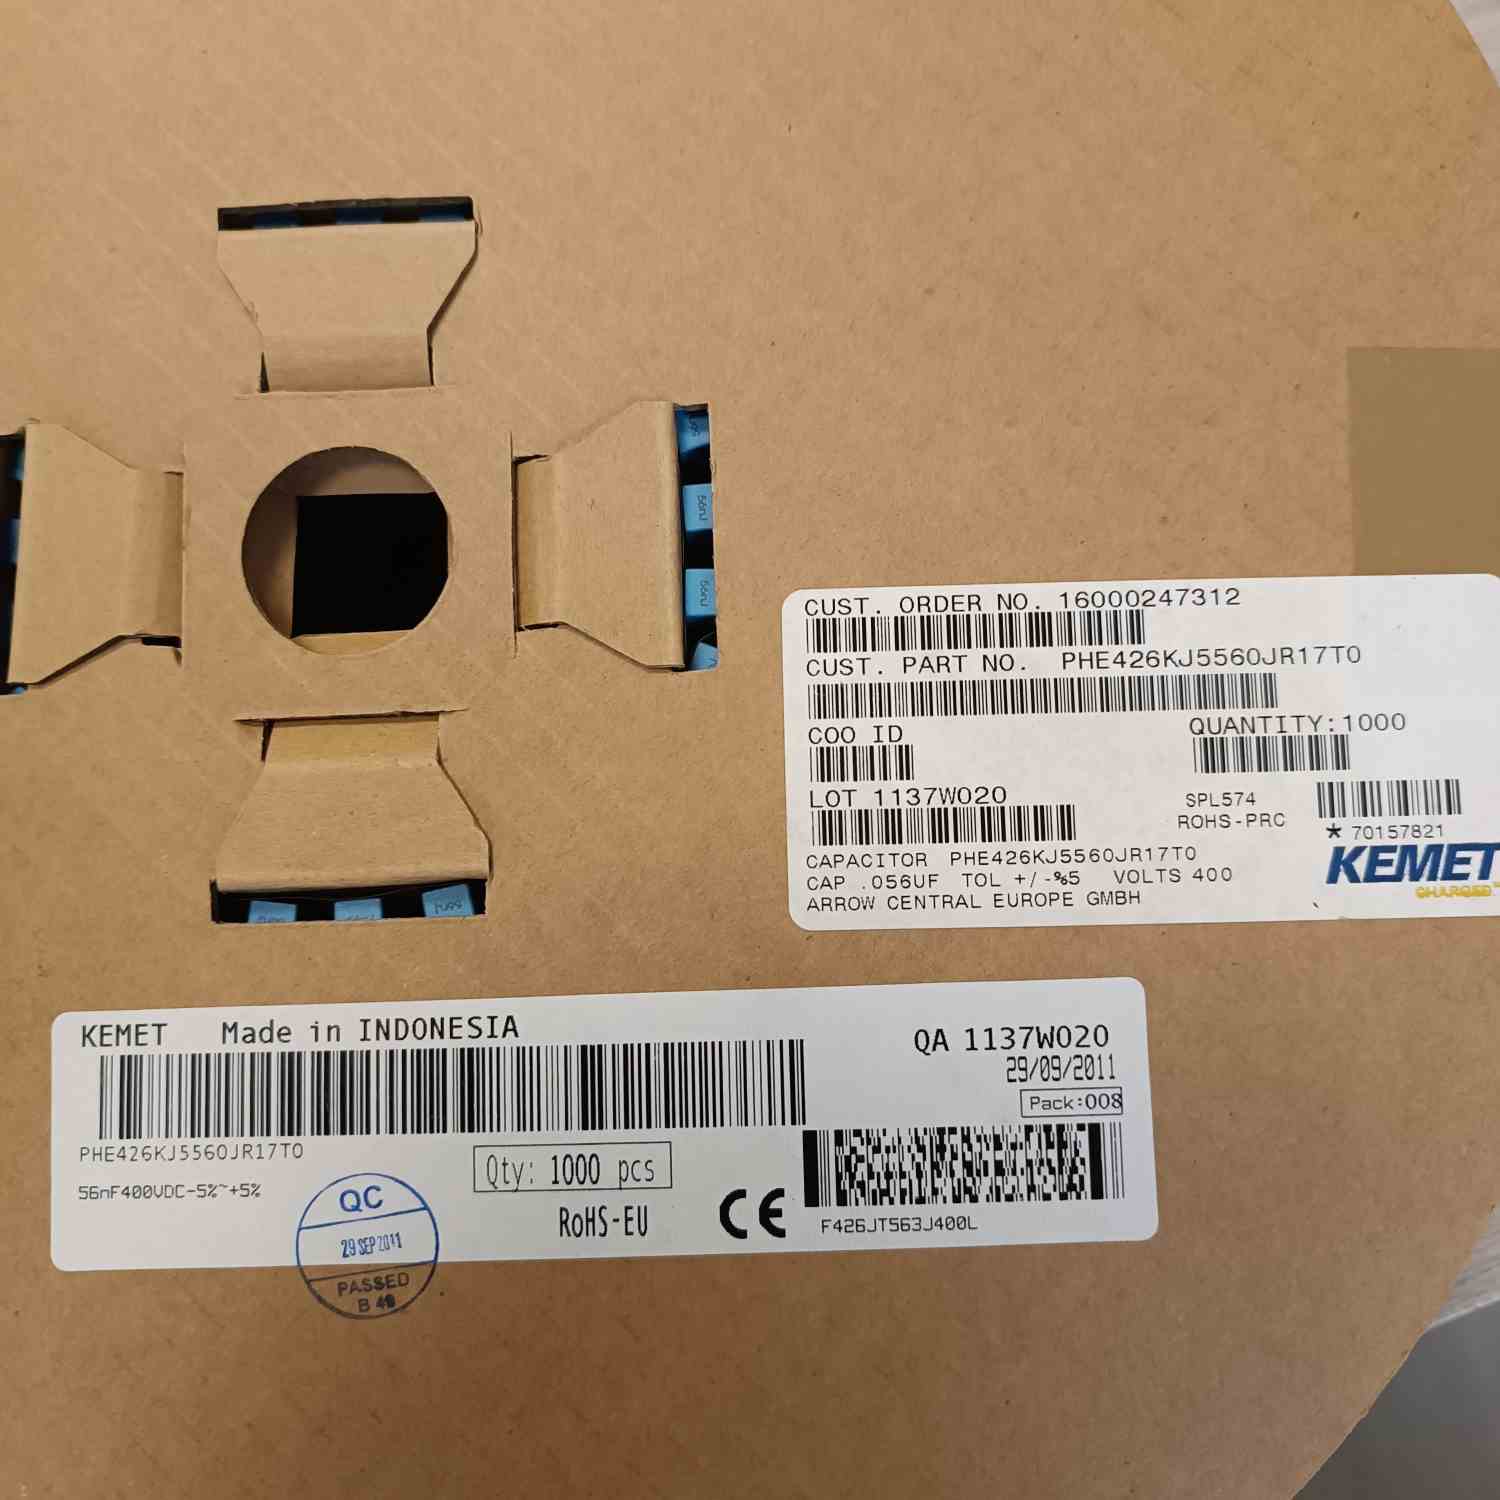 56nJ
56nJ
CUST. ORDER NO. 16000247312
CUST. PART NO. PHE426KJ5560JR17T0
COO ID
QUANTITY:1000
LOT 1137W020
SPL574
ROHS-PRC
* 70157821
CAPACITOR PHE426KJ5560JR17T0
CAP .056UF TOL +/-%5 VOLTS 400
ARROW CENTRAL EUROPE GMBH
KEMET
CHARGED
KEMET Made in INDONESIA
QA 1137W020
29/09/2011
Pack:008
PHE426KJ5560JR17T0
56nF400VDC-5%~+5%
Qty: 1000 pcs
RoHS-EU
CE
F426JT563J400L
QC
29 SEP 2011
PASSED
B 40